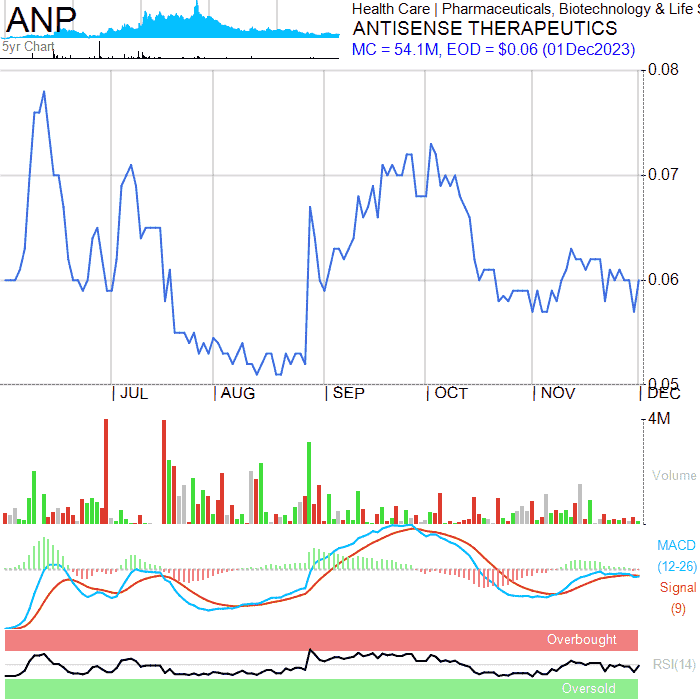 ANP
Health Care | Pharmaceuticals, Biotechnology & Life S
ANTISENSE THERAPEUTICS
MC = 54.1M, EOD = $0.06 (01Dec2023)
5yr Chart
0.08
0.07
0.06
0.05
| JUL | AUG | SEP | OCT | NOV | DEC
4M
Volume
MACD
(12-26)
Signal
(9)
Overbought
RSI(14)
Oversold